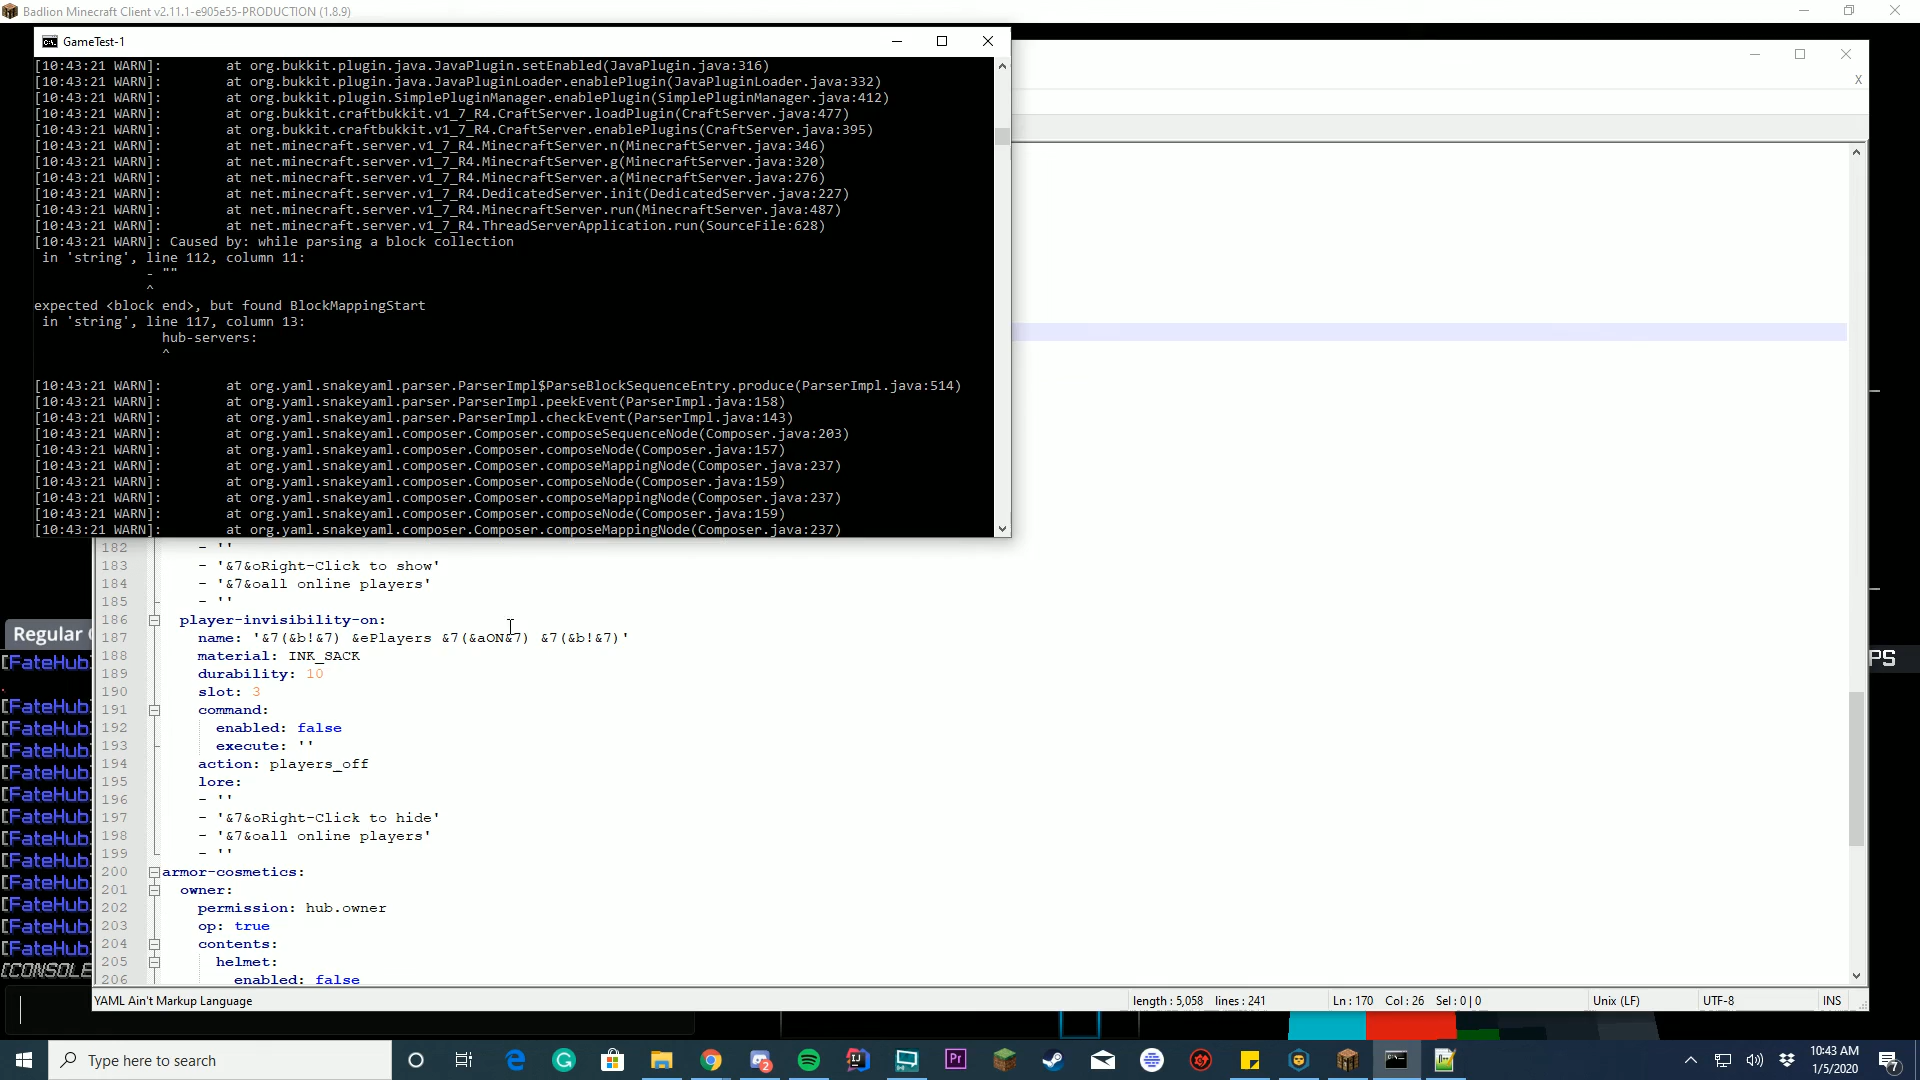 Badlion Minecraft Client v2.11.1-e905e55-PRODUCTION (1.8.9)
GameTest-1
[10:43:21 WARN]:        at org.bukkit.plugin.java.JavaPlugin.setEnabled(JavaPlugin.java:316)
[10:43:21 WARN]:        at org.bukkit.plugin.java.JavaPluginLoader.enablePlugin(JavaPluginLoader.java:332)
[10:43:21 WARN]:        at org.bukkit.plugin.SimplePluginManager.enablePlugin(SimplePluginManager.java:412)
[10:43:21 WARN]:        at org.bukkit.craftbukkit.v1_7_R4.CraftServer.loadPlugin(CraftServer.java:477)
[10:43:21 WARN]:        at org.bukkit.craftbukkit.v1_7_R4.CraftServer.enablePlugins(CraftServer.java:395)
[10:43:21 WARN]:        at net.minecraft.server.v1_7_R4.MinecraftServer.n(MinecraftServer.java:346)
[10:43:21 WARN]:        at net.minecraft.server.v1_7_R4.MinecraftServer.g(MinecraftServer.java:320)
[10:43:21 WARN]:        at net.minecraft.server.v1_7_R4.MinecraftServer.a(MinecraftServer.java:276)
[10:43:21 WARN]:        at net.minecraft.server.v1_7_R4.DedicatedServer.init(DedicatedServer.java:227)
[10:43:21 WARN]:        at net.minecraft.server.v1_7_R4.MinecraftServer.run(MinecraftServer.java:487)
[10:43:21 WARN]:        at net.minecraft.server.v1_7_R4.ThreadServerApplication.run(SourceFile:628)
[10:43:21 WARN]: Caused by: while parsing a block collection
 in 'string', line 112, column 11:
              - ""
              ^
expected <block end>, but found BlockMappingStart
 in 'string', line 117, column 13:
                hub-servers:
                ^
[10:43:21 WARN]:        at org.yaml.snakeyaml.parser.ParserImpl$ParseBlockSequenceEntry.produce(ParserImpl.java:514)
[10:43:21 WARN]:        at org.yaml.snakeyaml.parser.ParserImpl.peekEvent(ParserImpl.java:158)
[10:43:21 WARN]:        at org.yaml.snakeyaml.parser.ParserImpl.checkEvent(ParserImpl.java:143)
[10:43:21 WARN]:        at org.yaml.snakeyaml.composer.Composer.composeSequenceNode(Composer.java:203)
[10:43:21 WARN]:        at org.yaml.snakeyaml.composer.Composer.composeNode(Composer.java:157)
[10:43:21 WARN]:        at org.yaml.snakeyaml.composer.Composer.composeMappingNode(Composer.java:237)
[10:43:21 WARN]:        at org.yaml.snakeyaml.composer.Composer.composeNode(Composer.java:159)
[10:43:21 WARN]:        at org.yaml.snakeyaml.composer.Composer.composeMappingNode(Composer.java:237)
[10:43:21 WARN]:        at org.yaml.snakeyaml.composer.Composer.composeNode(Composer.java:159)
[10:43:21 WARN]:        at org.yaml.snakeyaml.composer.Composer.composeMappingNode(Composer.java:237)
X
182     - ''
183     - '&7&oRight-Click to show'
184     - '&7&oall online players'
185     - ''
186   player-invisibility-on:
187     name: '&7(&b!&7) &ePlayers &7(&aON&7) &7(&b!&7)'
188     material: INK_SACK
189     durability: 10
190     slot: 3
191     command:
192       enabled: false
193       execute: ''
194     action: players_off
195     lore:
196     - ''
197     - '&7&oRight-Click to hide'
198     - '&7&oall online players'
199     - ''
200 armor-cosmetics:
201   owner:
202     permission: hub.owner
203     op: true
204     contents:
205       helmet:
206         enabled: false
Regular
[FateHub
[FateHub
[FateHub
[FateHub
[FateHub
[FateHub
[FateHub
[FateHub
[FateHub
[FateHub
[FateHub
[FateHub
[FateHub
[CONSOLE
PS
YAML Ain't Markup Language
length : 5,058   lines : 241
Ln : 170   Col : 26   Sel : 0 | 0
Unix (LF)
UTF-8
INS
Type here to search
Pr
2
10:43 AM
1/5/2020
7